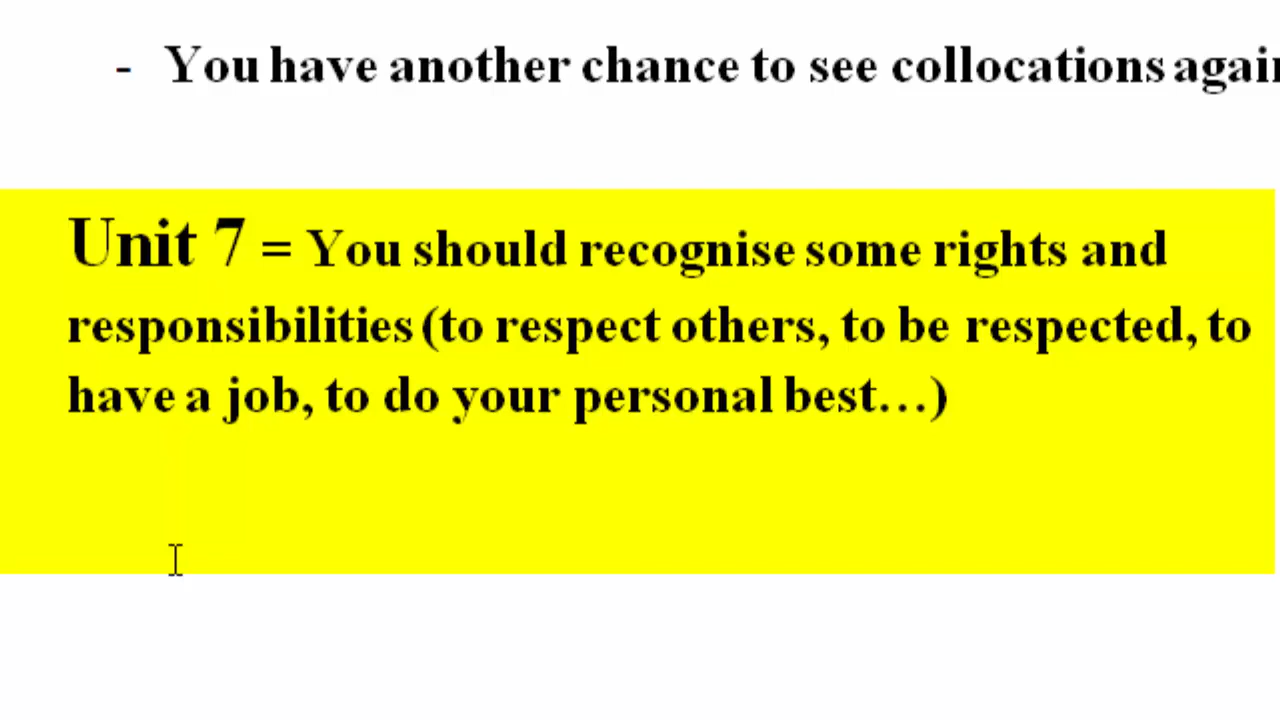 - You have another chance to see collocations again
Unit 7 = You should recognise some rights and
responsibilities (to respect others, to be respected, to
have a job, to do your personal best...)